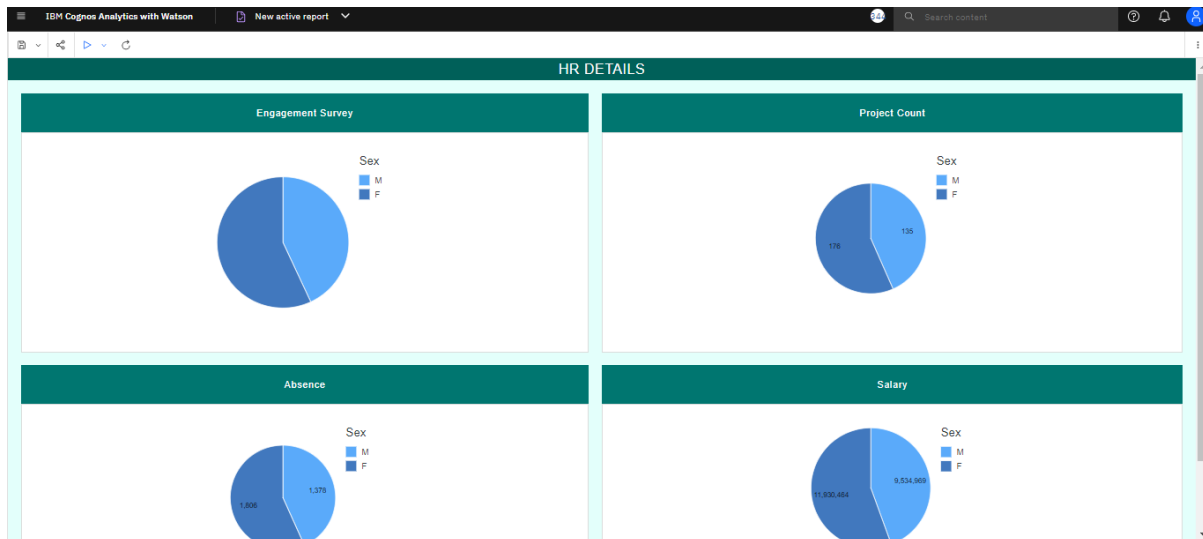 IBM Cognos Analytics with Watson
New active report
344
Search content
HR DETAILS
Engagement Survey
Sex
M
F
Project Count
Sex
M
F
135
176
Absence
Sex
M
F
1,378
1,806
Salary
Sex
M
F
9,534,969
11,930,484